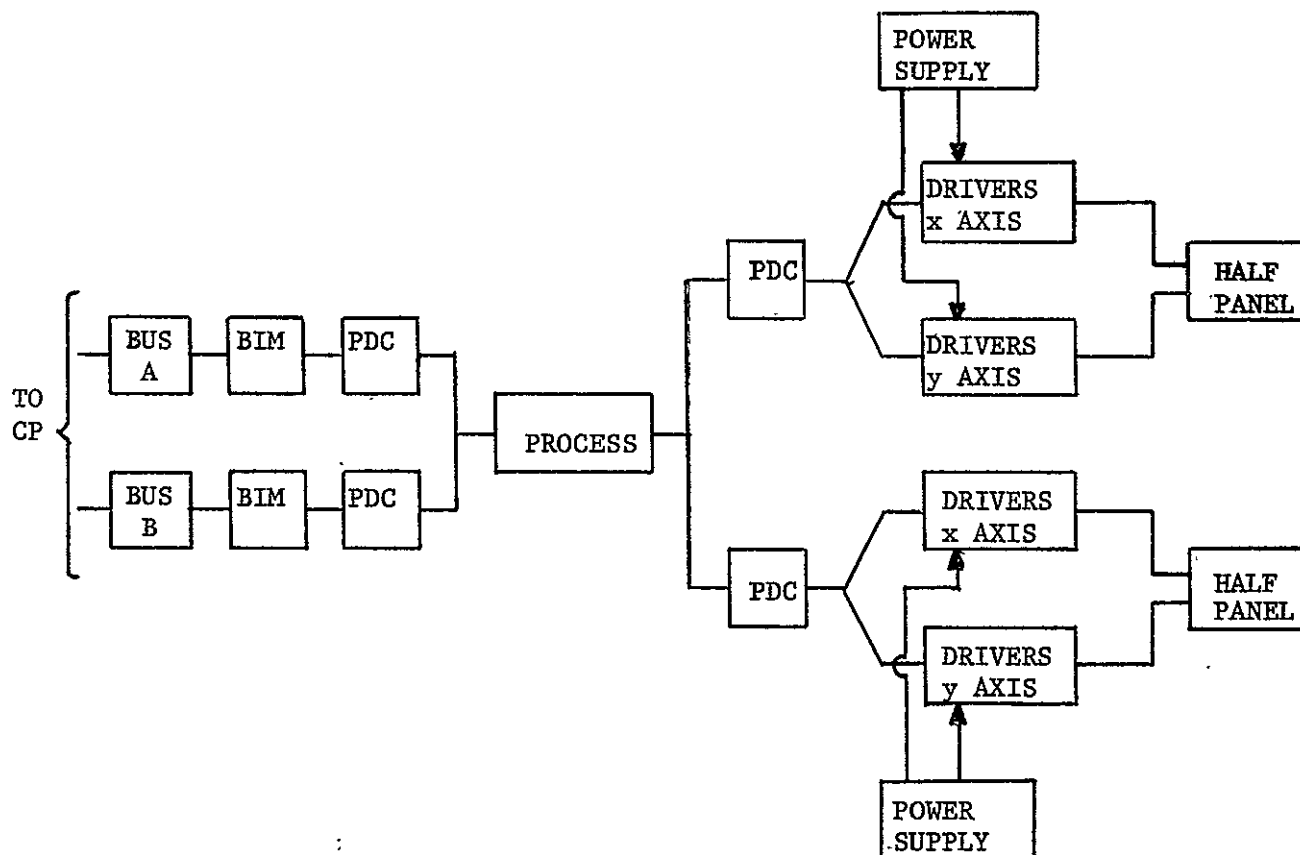 POWER
SUPPLY
DRIVERS
x AXIS
PDC
HALF
PANEL
DRIVERS
y AXIS
BUS
A
BIM
PDC
TO
CP
PROCESS
BUS
B
BIM
PDC
DRIVERS
x AXIS
PDC
HALF
PANEL
DRIVERS
y AXIS
POWER
SUPPLY